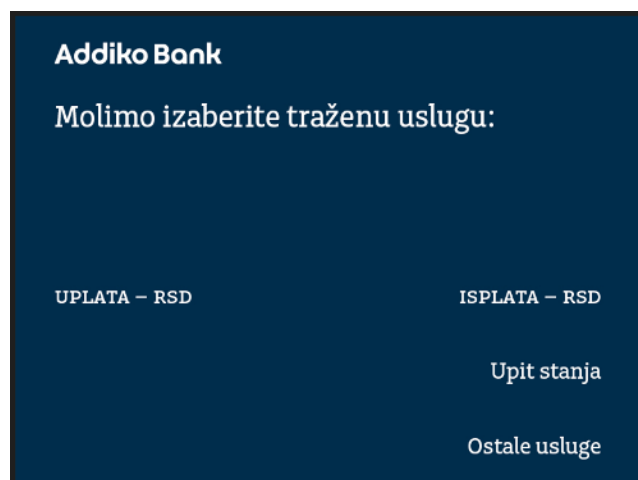 Addiko Bank
Molimo izaberite traženu uslugu:
UPLATA – RSD
ISPLATA – RSD
Upit stanja
Ostale usluge